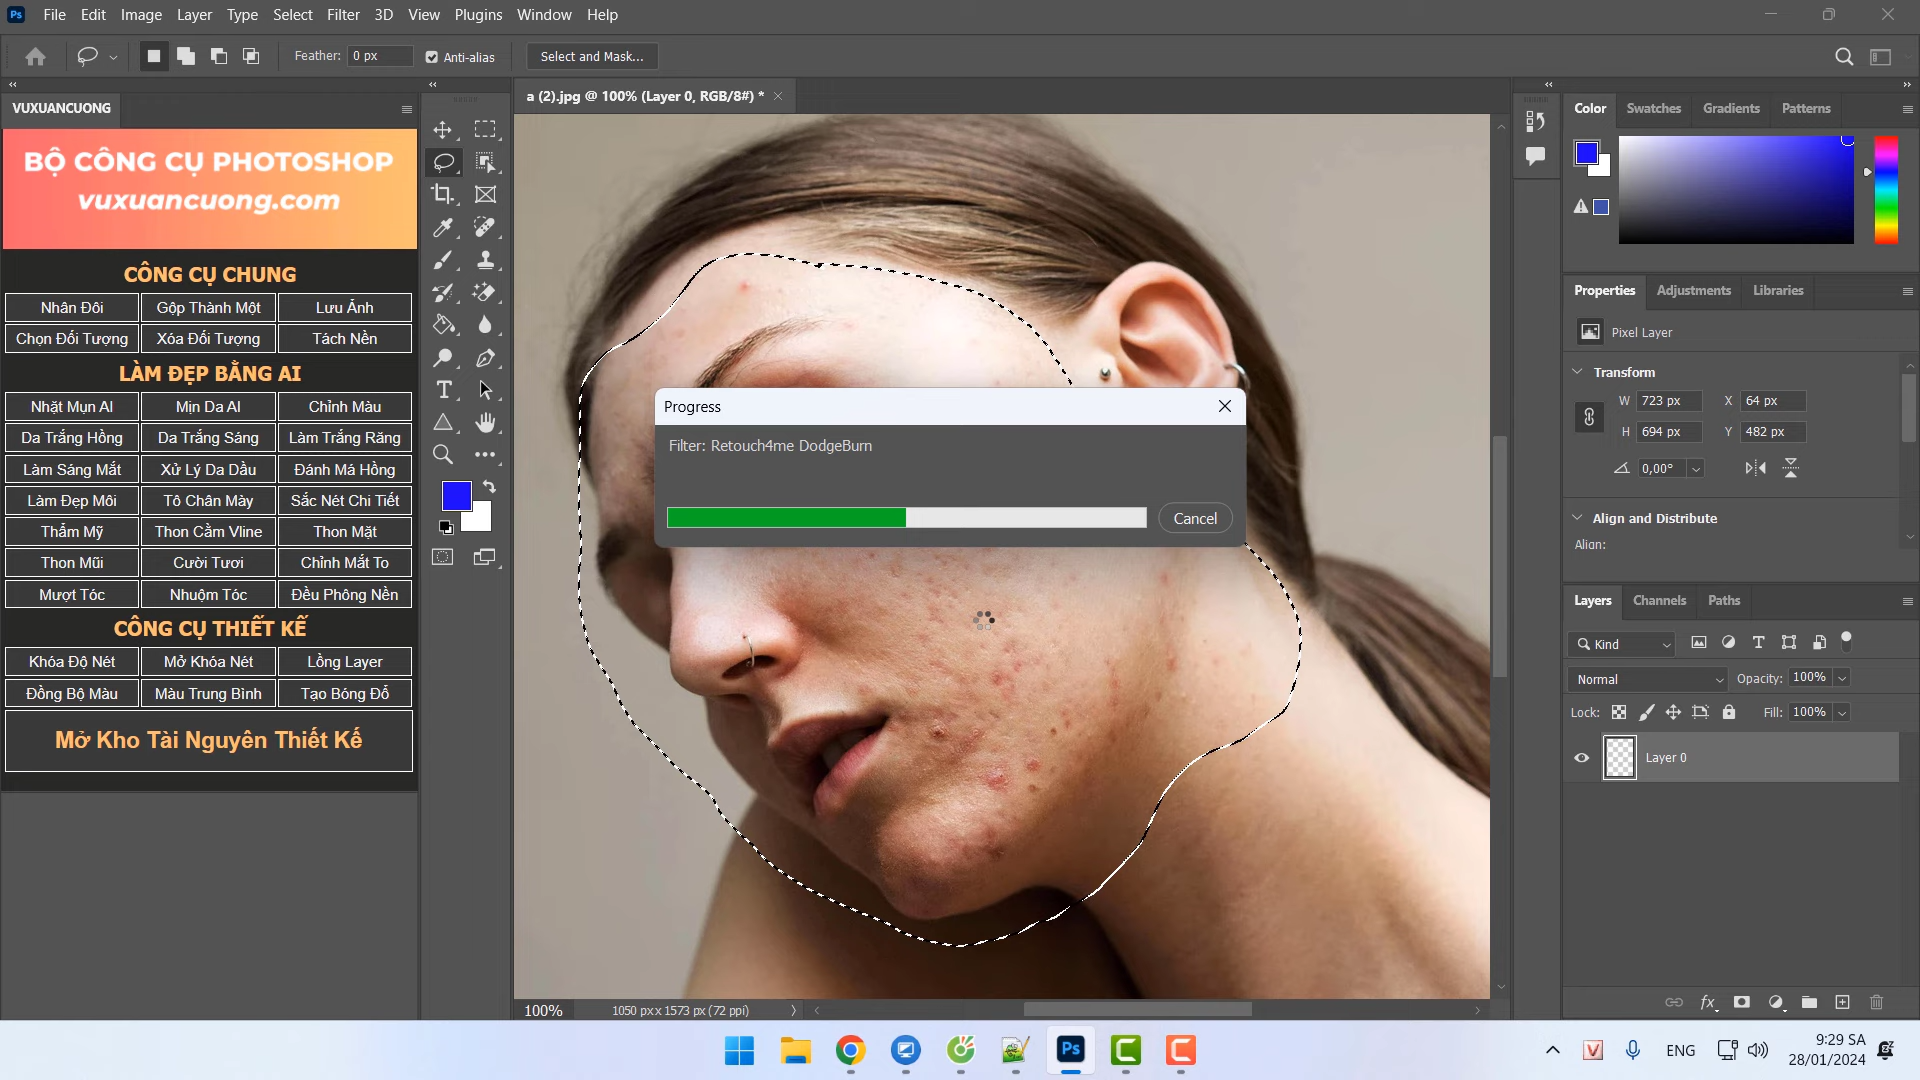 Ps File Edit Image Layer Type Select Filter 3D View Plugins Window Help
Feather: 0 px Anti-alias Select and Mask...
VUXUANCUONG
BỘ CÔNG CỤ PHOTOSHOP
vuxuancuong.com
CÔNG CỤ CHUNG
Nhân Đôi Gộp Thành Một Lưu Ảnh
Chọn Đối Tượng Xóa Đối Tượng Tách Nền
LÀM ĐẸP BẰNG AI
Nhặt Mụn AI Mịn Da AI Chỉnh Màu
Da Trắng Hồng Da Trắng Sáng Làm Trắng Răng
Làm Sáng Mắt Xử Lý Da Dầu Đánh Má Hồng
Làm Đẹp Môi Tô Chân Mày Sắc Nét Chi Tiết
Thẩm Mỹ Thon Cằm Vline Thon Mặt
Thon Mũi Cười Tươi Chỉnh Mắt To
Mượt Tóc Nhuộm Tóc Đều Phông Nền
CÔNG CỤ THIẾT KẾ
Khóa Độ Nét Mở Khóa Nét Lồng Layer
Đồng Bộ Màu Màu Trung Bình Tạo Bóng Đổ
Mở Kho Tài Nguyên Thiết Kế
a (2).jpg @ 100% (Layer 0, RGB/8#) *
Progress
Filter: Retouch4me DodgeBurn
Cancel
100% 1050 px x 1573 px (72 ppi)
Color Swatches Gradients Patterns
Properties Adjustments Libraries
Pixel Layer
Transform
W 723 px X 64 px
H 694 px Y 482 px
0,00°
Align and Distribute
Align:
Layers Channels Paths
Kind
Normal Opacity: 100%
Lock: Fill: 100%
Layer 0
fx
Ps
ENG
9:29 SA
28/01/2024